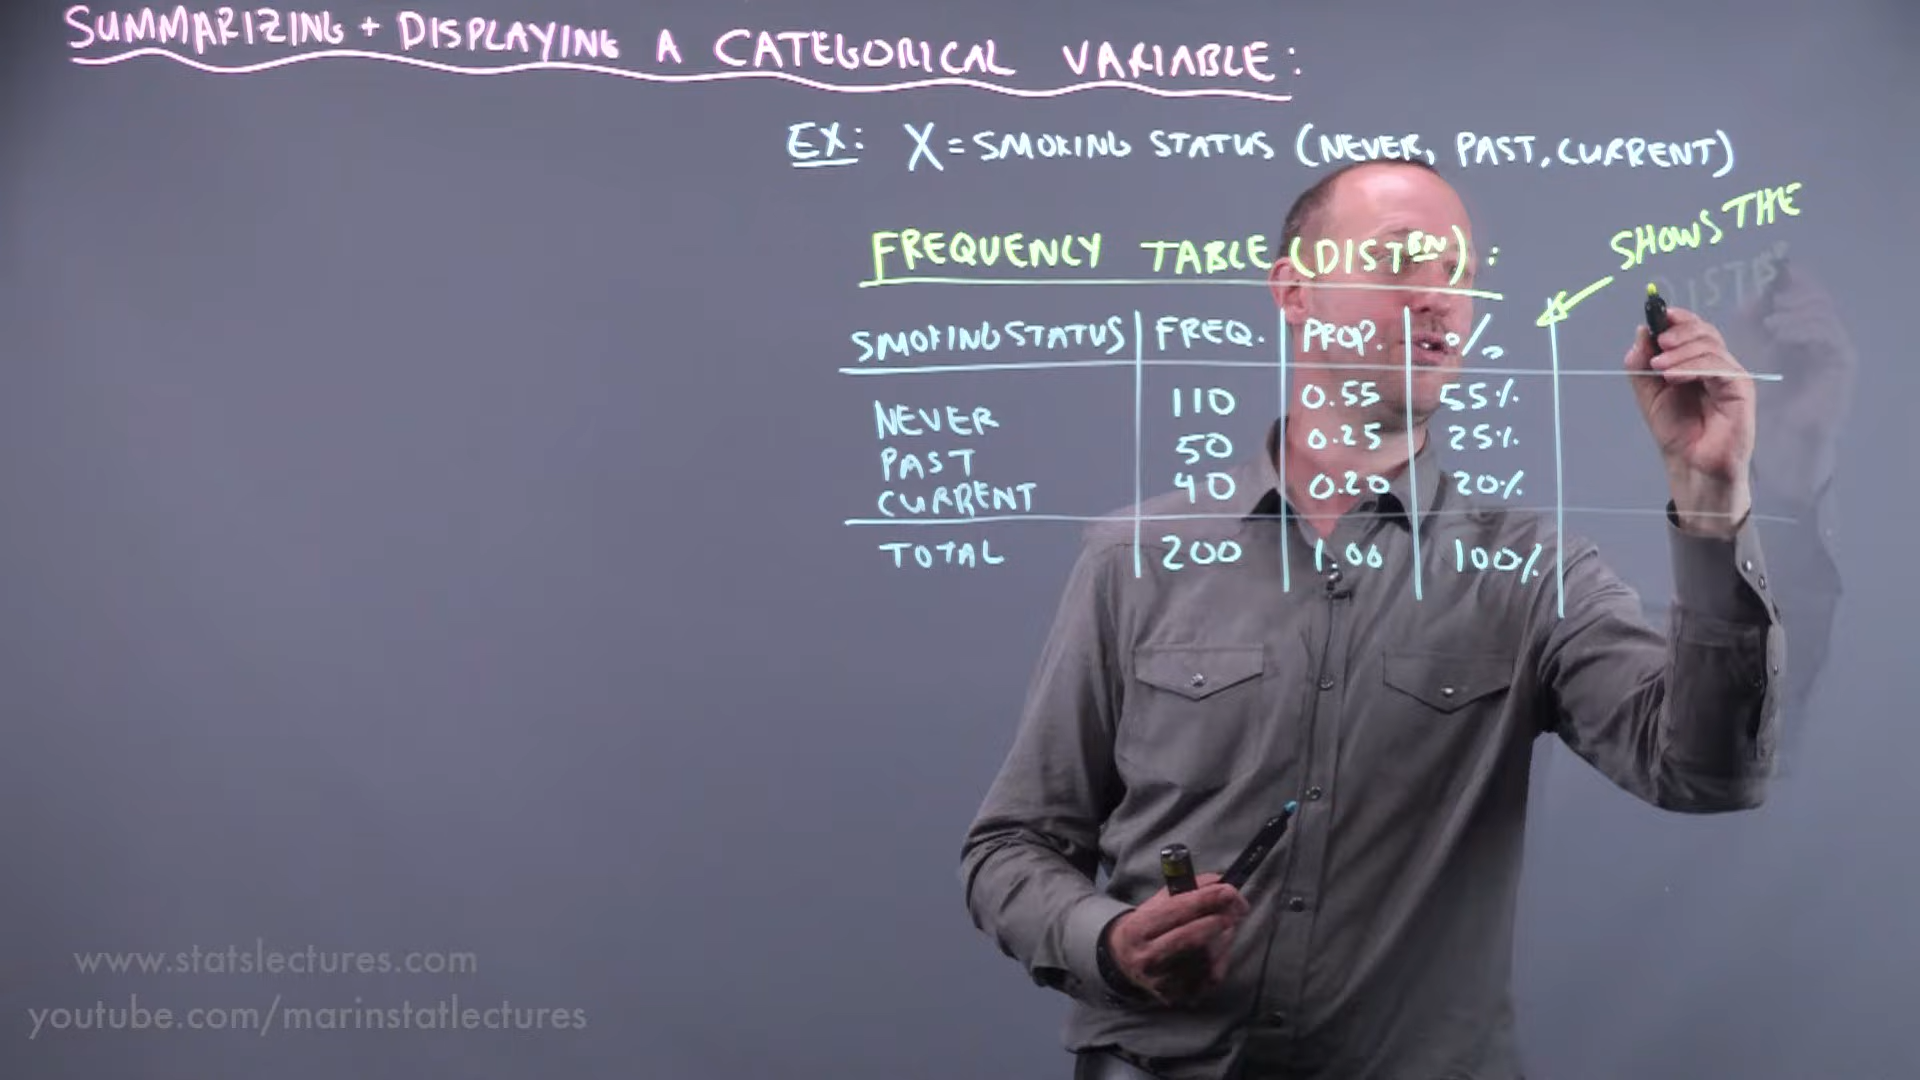 SUMMARIZING + DISPLAYING A CATEGORICAL VARIABLE:
EX: X = SMOKING STATUS (NEVER, PAST, CURRENT)
FREQUENCY TABLE (DISTBN):
SHOWS THE
SMOKING STATUS FREQ. PROP. %
NEVER 110 0.55 55%
PAST 50 0.25 25%
CURRENT 40 0.20 20%
TOTAL 200 1.00 100%
www.statslectures.com
youtube.com/marinstatlectures